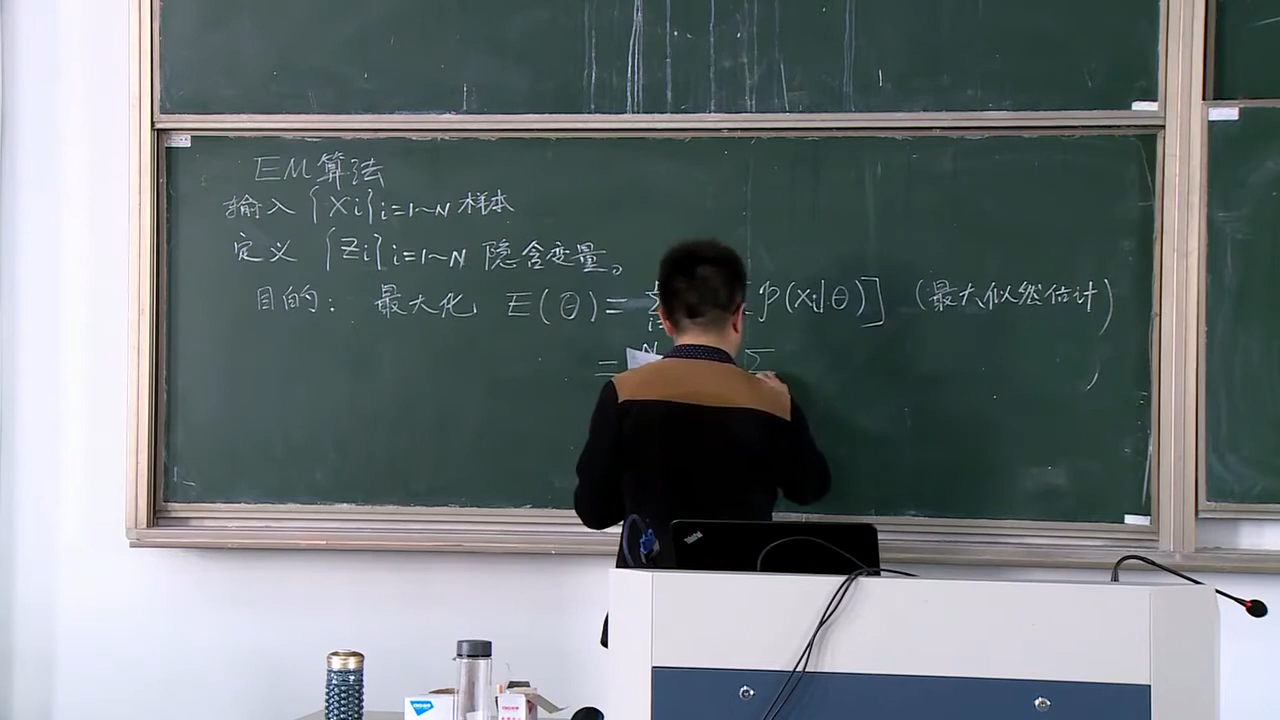 EM算法
输入 {Xi}i=1~N 样本
定义 {Zi}i=1~N 隐含变量。
目的: 最大化 E(θ)=Σ [p(xi|θ)] (最大似然估计)
= N Σ
ThinkPad